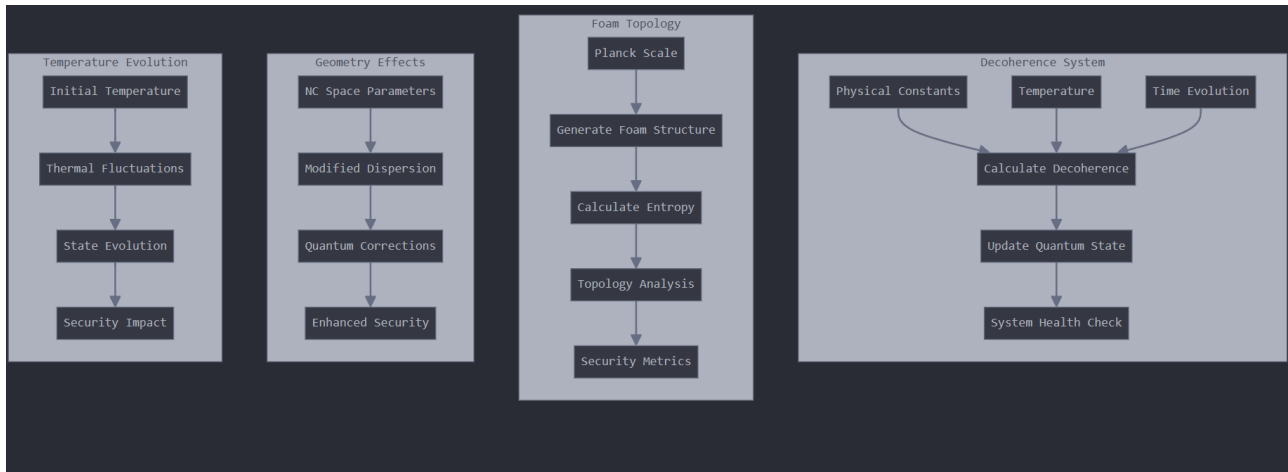 Temperature Evolution
Initial Temperature
Thermal Fluctuations
State Evolution
Security Impact
Geometry Effects
NC Space Parameters
Modified Dispersion
Quantum Corrections
Enhanced Security
Foam Topology
Planck Scale
Generate Foam Structure
Calculate Entropy
Topology Analysis
Security Metrics
Decoherence System
Physical Constants
Temperature
Time Evolution
Calculate Decoherence
Update Quantum State
System Health Check